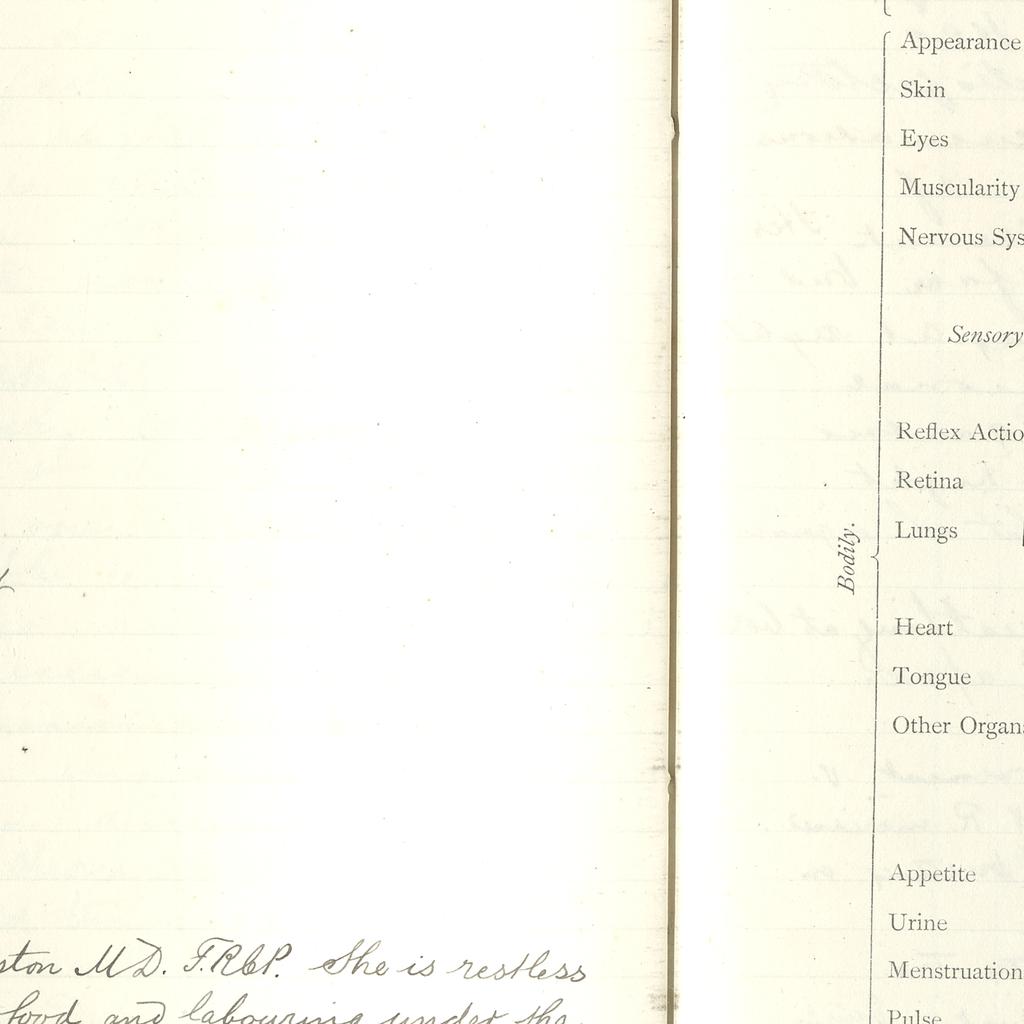 ston M.D. F.R.C.P. She is restless
food and labouring under the
Appearance
Skin
Eyes
Muscularity
Nervous Sys
Sensory
Reflex Actio
Retina
Lungs
Bodily.
Heart
Tongue
Other Organs
Appetite
Urine
Menstruation
Pulse